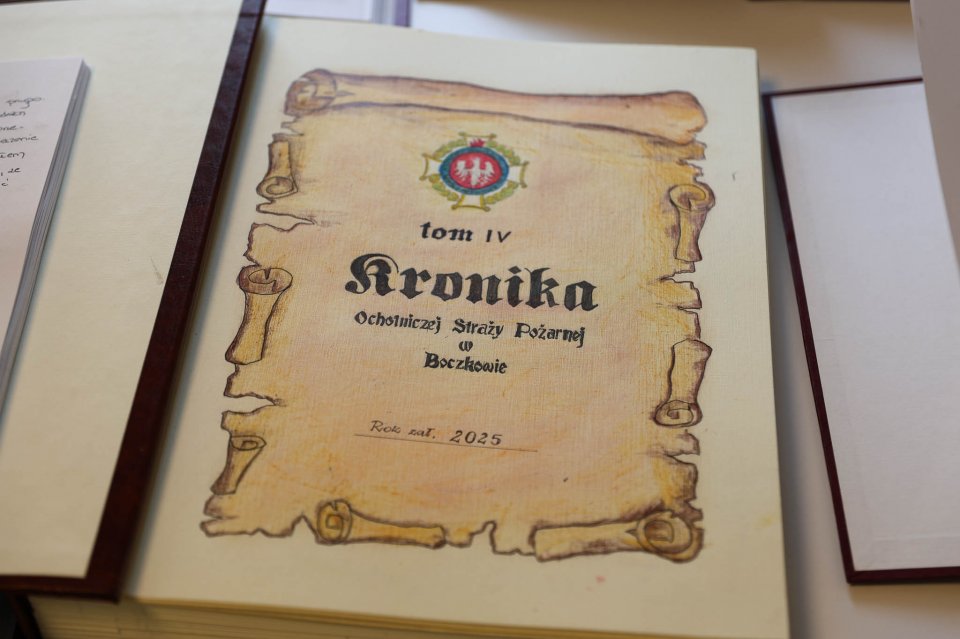 tom IV
Kronika
Ochotniczej Straży Pożarnej
w
Boczkowie
Rok zał. 2025